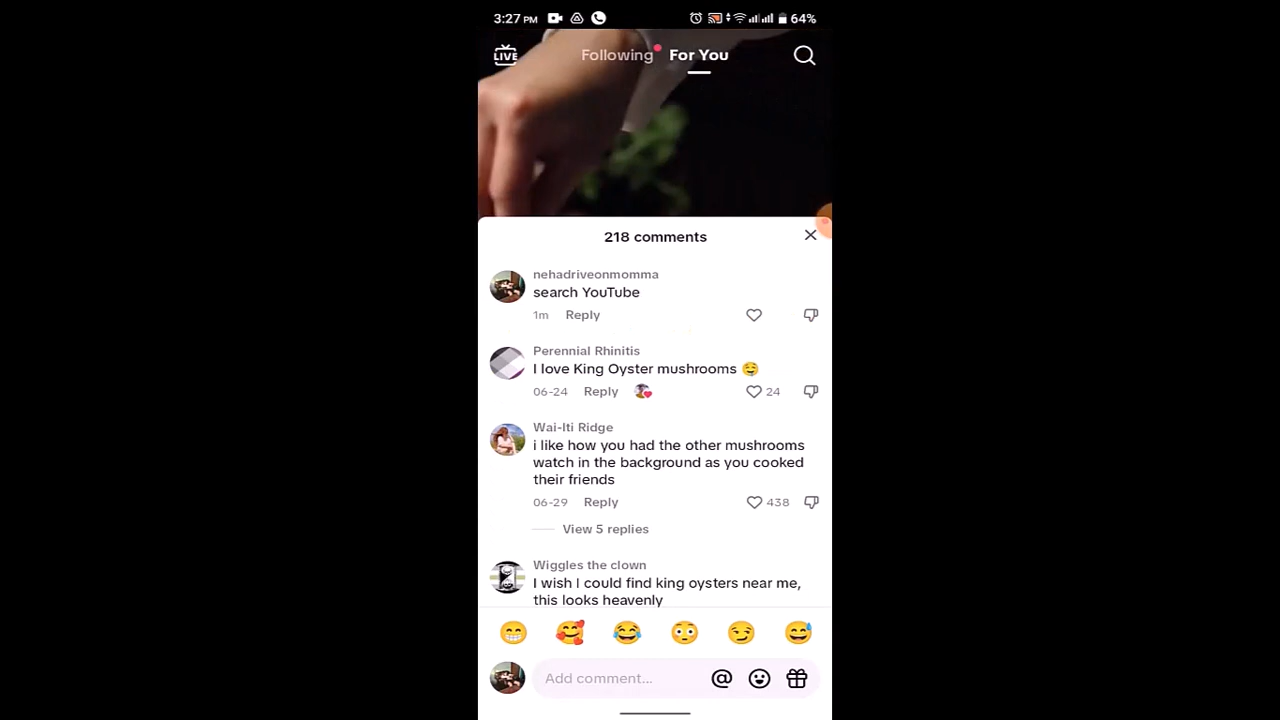 3:27 PM 64%
LIVE Following For You
218 comments
nehadriveonmomma
search YouTube
1m Reply
Perennial Rhinitis
I love King Oyster mushrooms 🤤
06-24 Reply 24
Wai-Iti Ridge
i like how you had the other mushrooms
watch in the background as you cooked
their friends
06-29 Reply 438
View 5 replies
Wiggles the clown
I wish I could find king oysters near me,
this looks heavenly
😁 🥰 😂 😳 😏 😅
Add comment... @